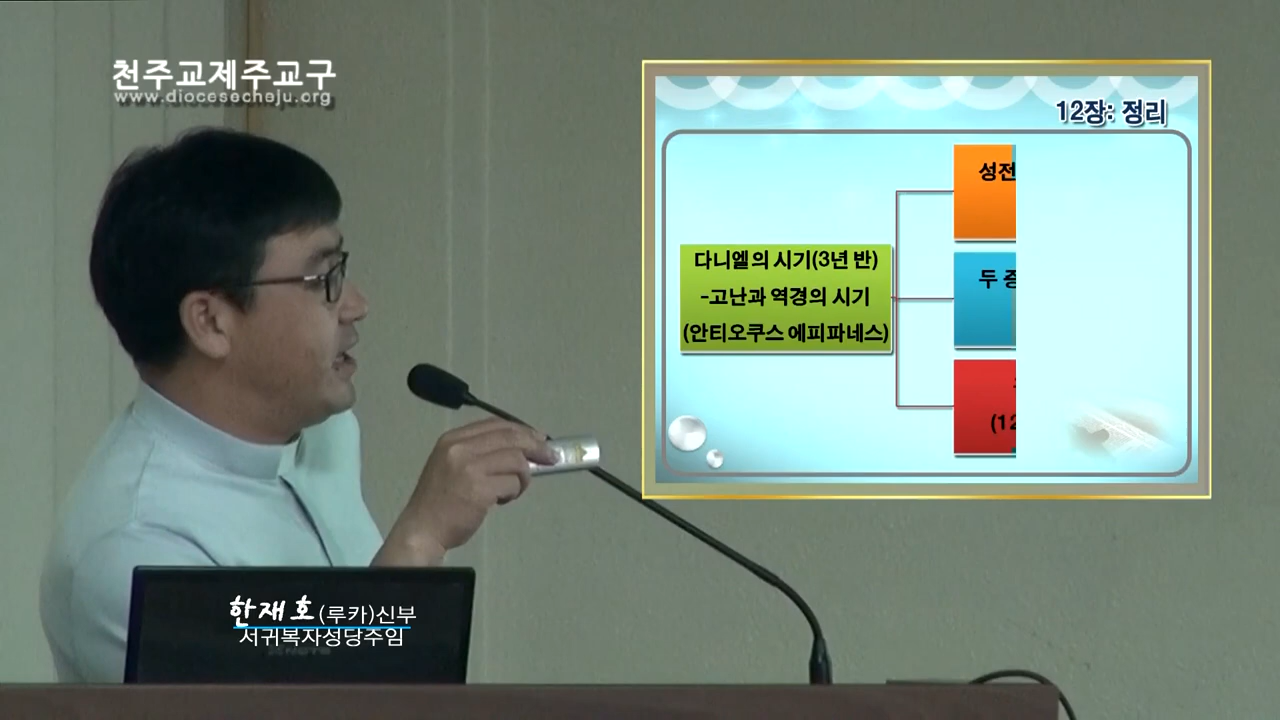 천주교제주교구
www.diocesecheju.org
12장: 정리
성전
다니엘의 시기(3년 반)
-고난과 역경의 시기
(안티오쿠스 에피파네스)
두 증
(12
한재호(루카)신부
서귀복자성당주임